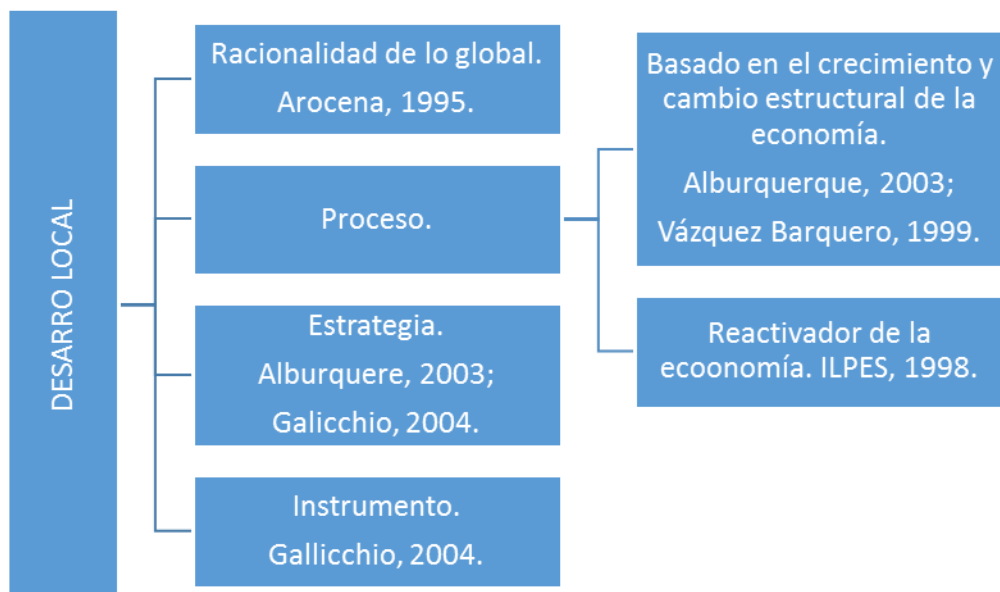 DESARRO LOCAL
Racionalidad de lo global.
Arocena, 1995.
Proceso.
Estrategia.
Alburquere, 2003;
Galicchio, 2004.
Instrumento.
Gallicchio, 2004.
Basado en el crecimiento y
cambio estructural de la
economía.
Alburquerque, 2003;
Vázquez Barquero, 1999.
Reactivador de la
ecoonomía. ILPES, 1998.